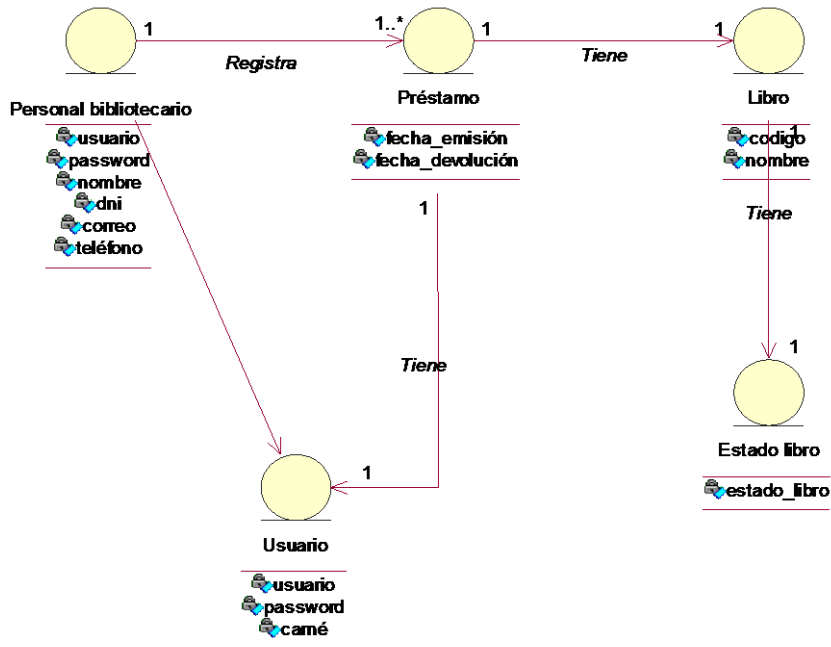 1
1..*
1
1
Registra
Tiene
Personal bibliotecario
Préstamo
Libro
usuario
password
nombre
dni
correo
teléfono
fecha_emisión
fecha_devolución
codigo
nombre
1
1
Tiene
Tiene
1
1
Estado libro
estado_libro
Usuario
usuario
password
carné